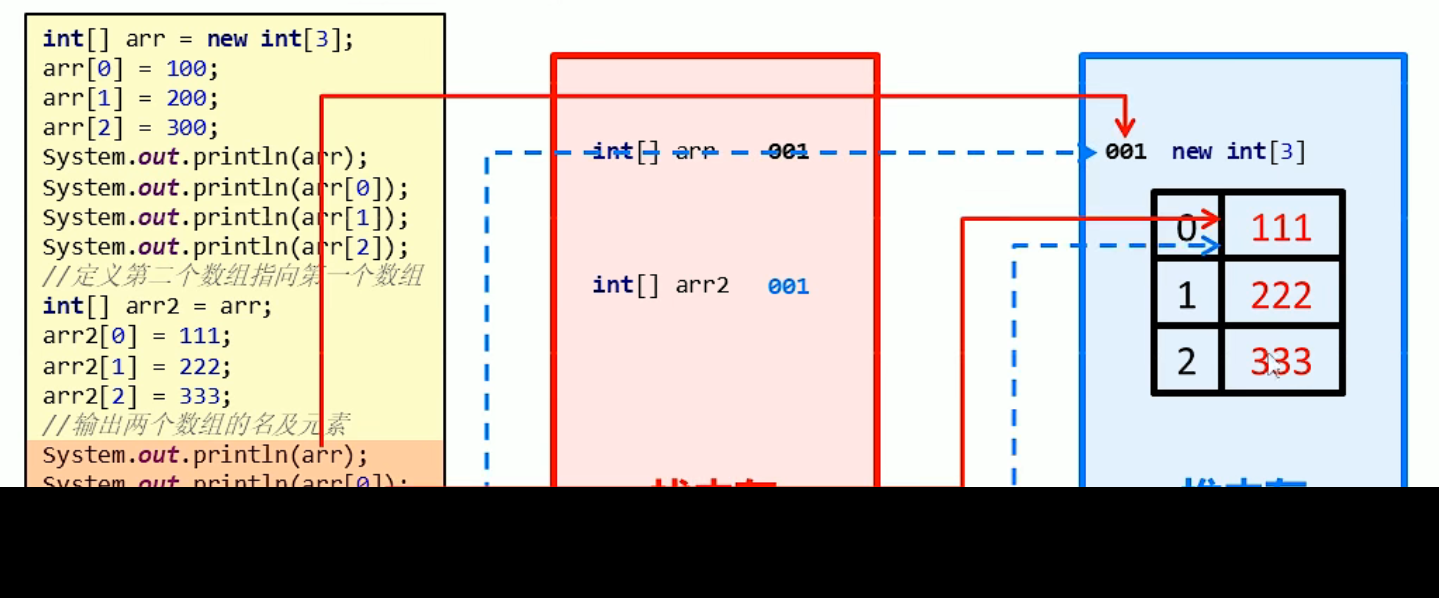 int[] arr = new int[3];
arr[0] = 100;
arr[1] = 200;
arr[2] = 300;
System.out.println(arr);
System.out.println(arr[0]);
System.out.println(arr[1]);
System.out.println(arr[2]);
//定义第二个数组指向第一个数组
int[] arr2 = arr;
arr2[0] = 111;
arr2[1] = 222;
arr2[2] = 333;
//输出两个数组的名及元素
System.out.println(arr);
System.out.println(arr[0]);
int[] arr 001
int[] arr2 001
001 new int[3]
0 111
1 222
2 333